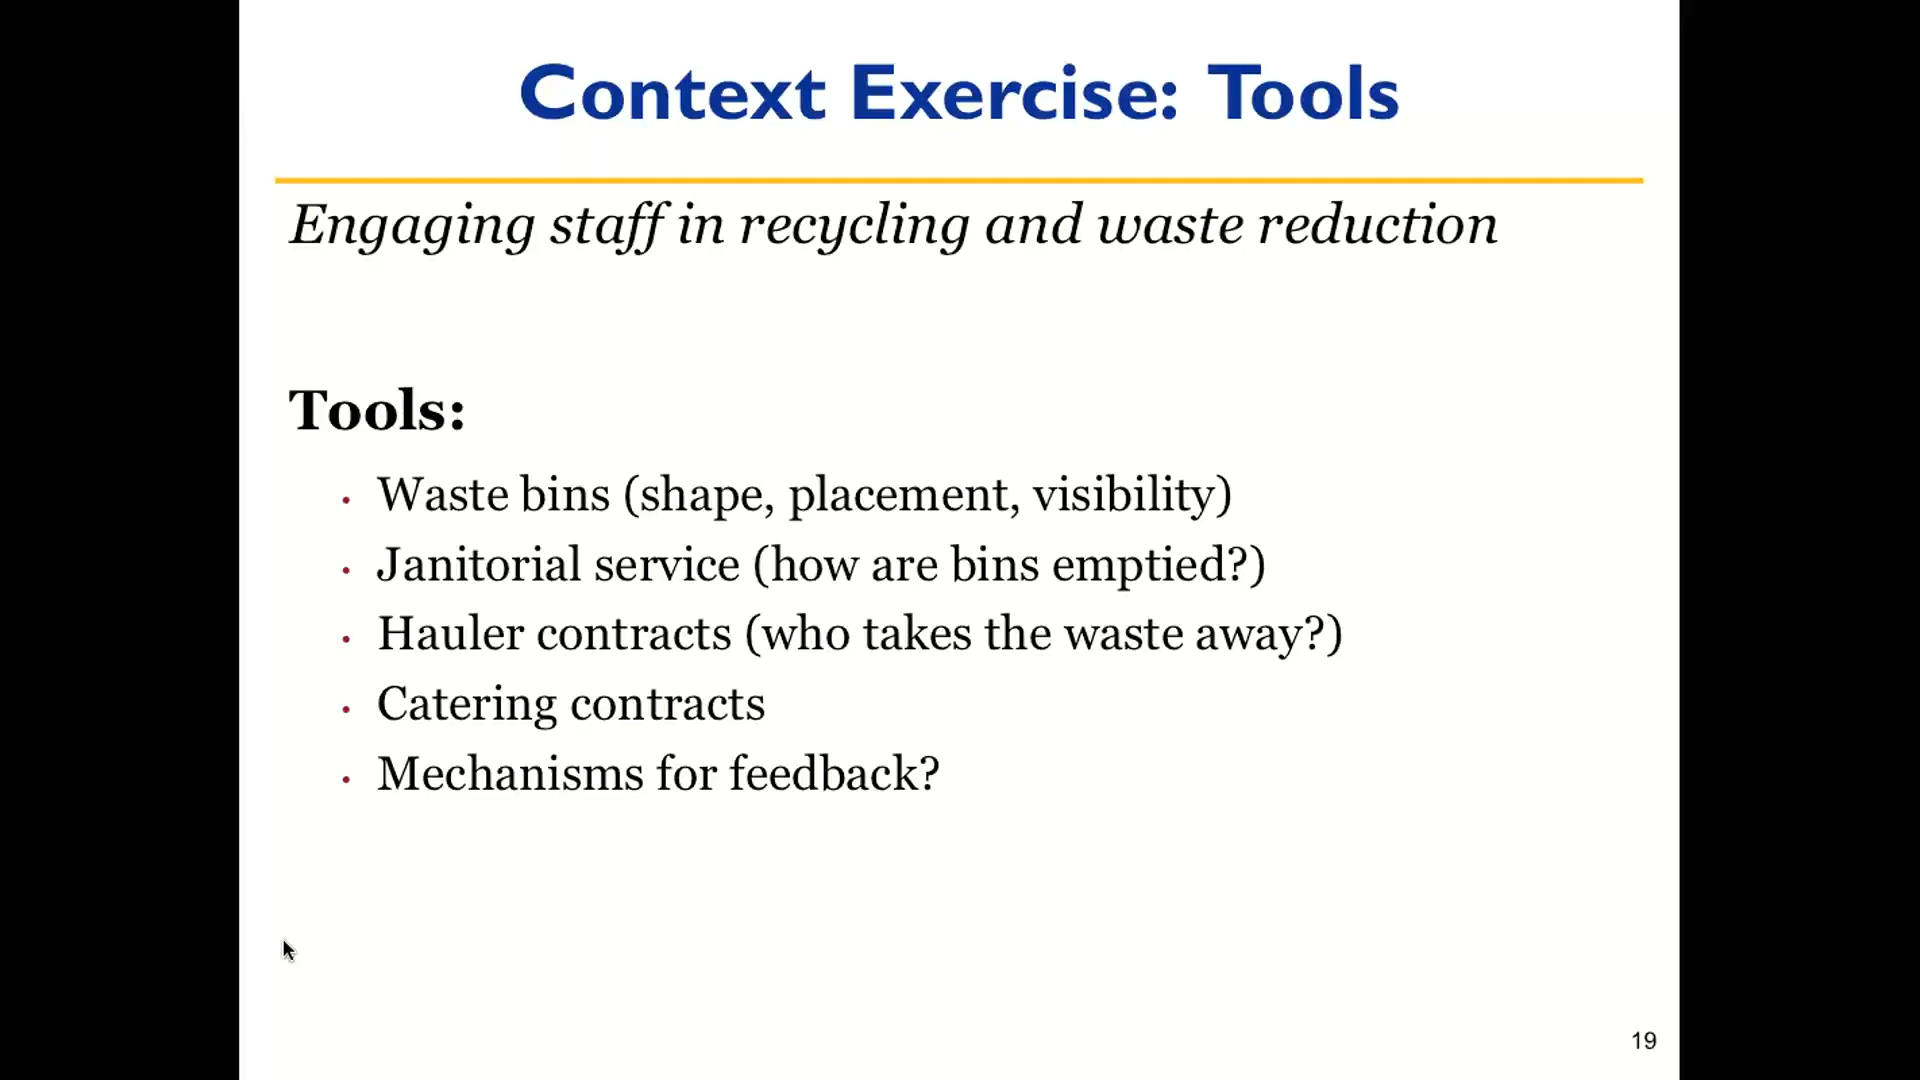 Context Exercise: Tools
Engaging staff in recycling and waste reduction
Tools:
• Waste bins (shape, placement, visibility)
• Janitorial service (how are bins emptied?)
• Hauler contracts (who takes the waste away?)
• Catering contracts
• Mechanisms for feedback?
19